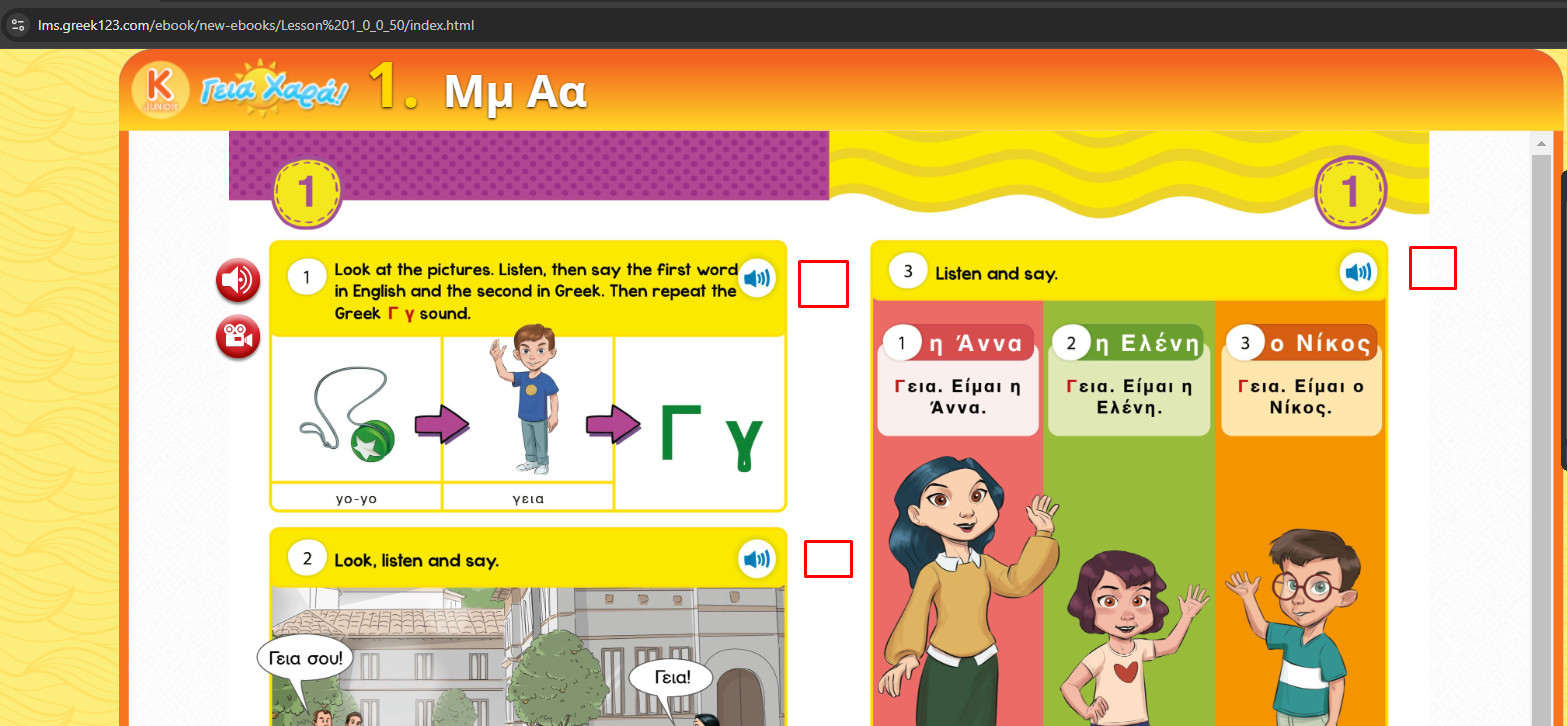 lms.greek123.com/ebook/new-ebooks/Lesson%201_0_0_50/index.html
K
JUNIOR
Γεια Χαρά!
1. Μμ Αα
1
1
1
Look at the pictures. Listen, then say the first word
in English and the second in Greek. Then repeat the
Greek Γ γ sound.
Γ γ
yo-yo
γεια
2
Look, listen and say.
Γεια σου!
Γεια!
3
Listen and say.
1 η Άννα
Γεια. Είμαι η
Άννα.
2 η Ελένη
Γεια. Είμαι η
Ελένη.
3 ο Νίκος
Γεια. Είμαι ο
Νίκος.